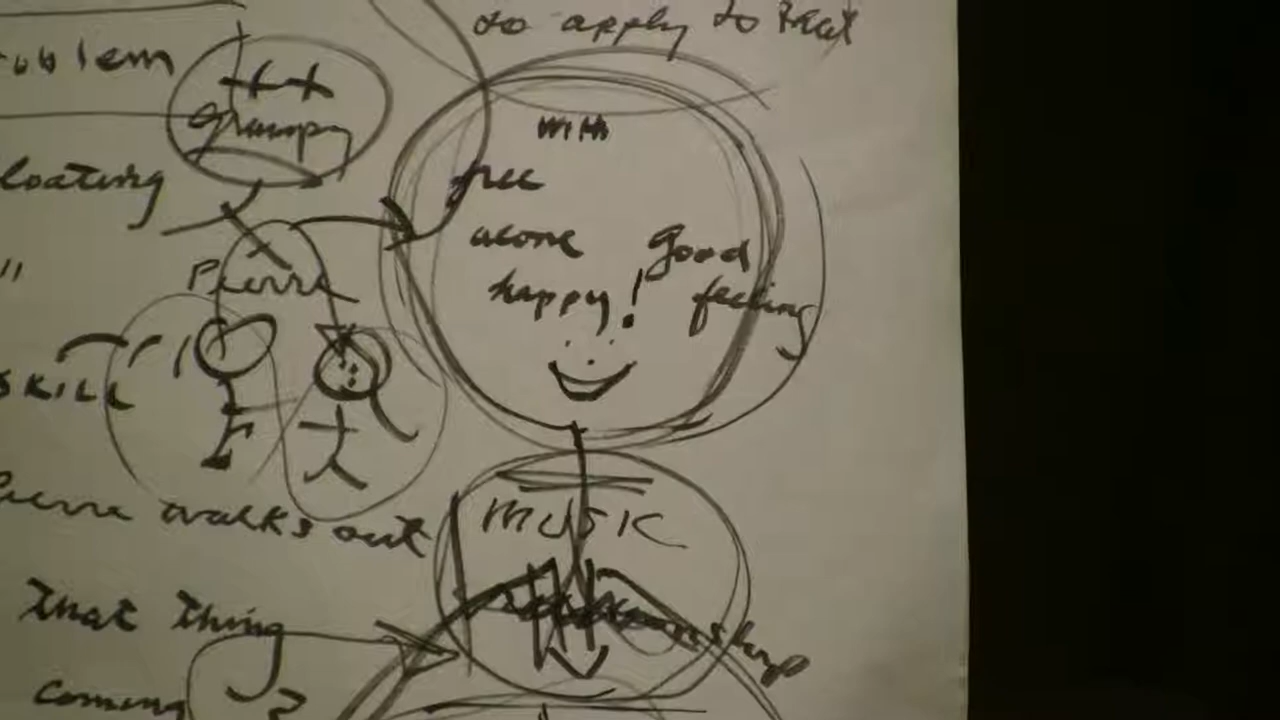 to apply to that
problem
Grumpy
with
free
floating
alone Good
happy! feeling
Pierre
"
SKILL
Pierre walks out
MUSIC
that thing
coming